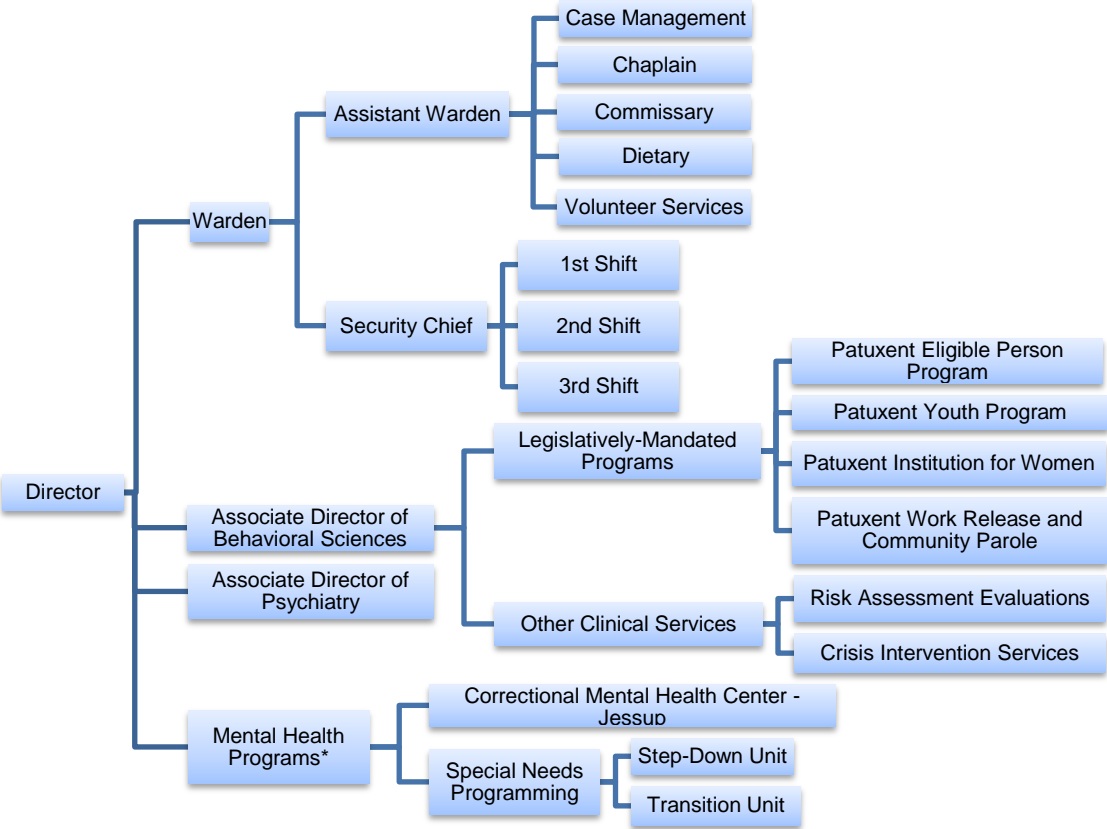 Case Management
Chaplain
Assistant Warden
Commissary
Dietary
Volunteer Services
Warden
1st Shift
Security Chief
2nd Shift
3rd Shift
Director
Associate Director of
Behavioral Sciences
Legislatively-Mandated
Programs
Patuxent Eligible Person
Program
Patuxent Youth Program
Patuxent Institution for Women
Patuxent Work Release and
Community Parole
Other Clinical Services
Risk Assessment Evaluations
Crisis Intervention Services
Associate Director of
Psychiatry
Mental Health
Programs*
Correctional Mental Health Center -
Jessup
Special Needs
Programming
Step-Down Unit
Transition Unit